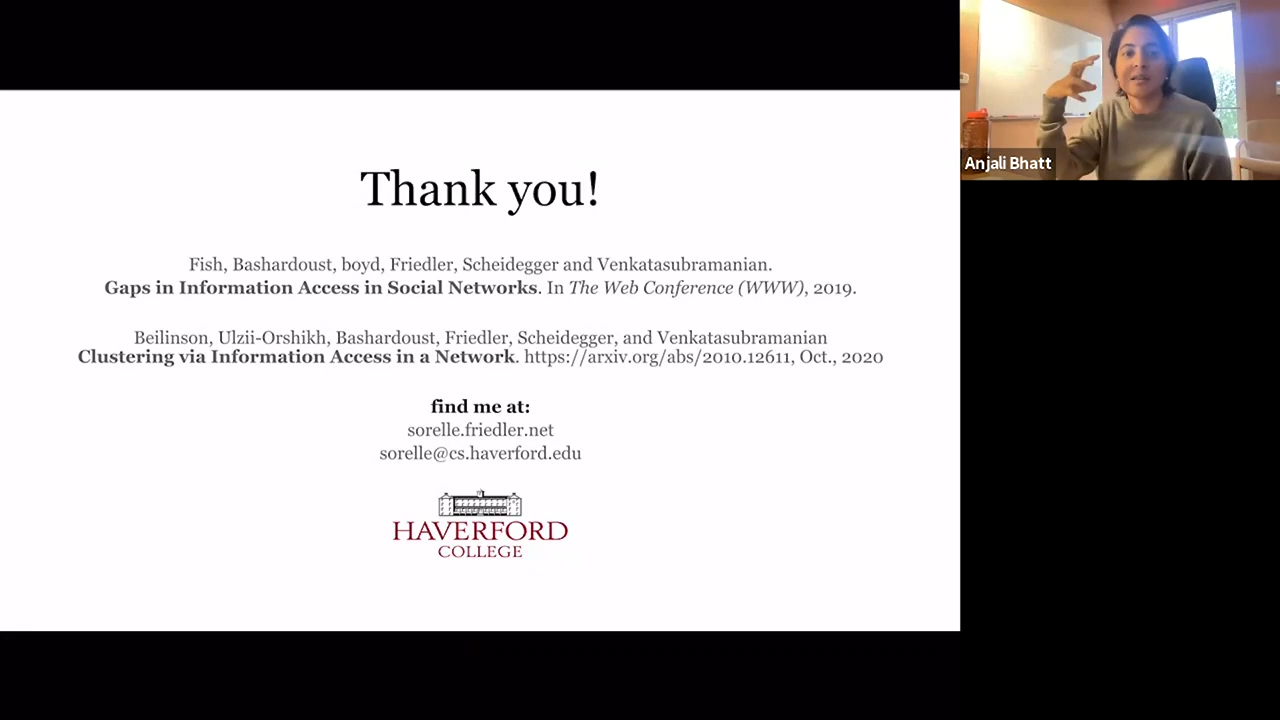 Thank you!
Fish, Bashardoust, boyd, Friedler, Scheidegger and Venkatasubramanian.
Gaps in Information Access in Social Networks. In The Web Conference (WWW), 2019.
Beilinson, Ulzii-Orshikh, Bashardoust, Friedler, Scheidegger, and Venkatasubramanian
Clustering via Information Access in a Network. https://arxiv.org/abs/2010.12611, Oct., 2020
find me at:
sorelle.friedler.net
sorelle@cs.haverford.edu
HAVERFORD
COLLEGE
Anjali Bhatt